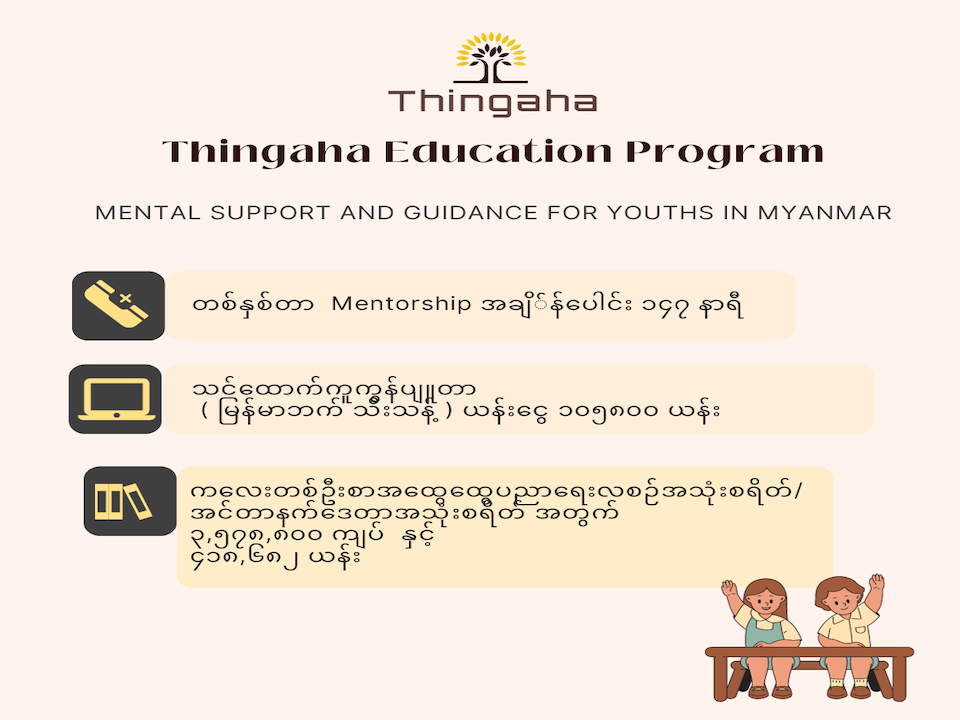 Thingaha
Thingaha Education Program
MENTAL SUPPORT AND GUIDANCE FOR YOUTHS IN MYANMAR
တစ်နှစ်တာ Mentorship အချိ်န်ပေါင်း ၁၄၇ နာရီ
သင်ထောက်ကူကွန်ပျူတာ
( မြန်မာဘက် သီးသန့် ) ယန်းငွေ ၁၀၅၈၀၀ ယန်း
ကလေးတစ်ဦးစာအထွေထွေပညာရေးလစဉ်အသုံးစရိတ်/
အင်တာနက်ဒေတာအသုံးစရိတ် အတွက်
၃,၅၇၈,၈၀၀ ကျပ် နှင့်
၄၁၈,၆၈၂ ယန်း